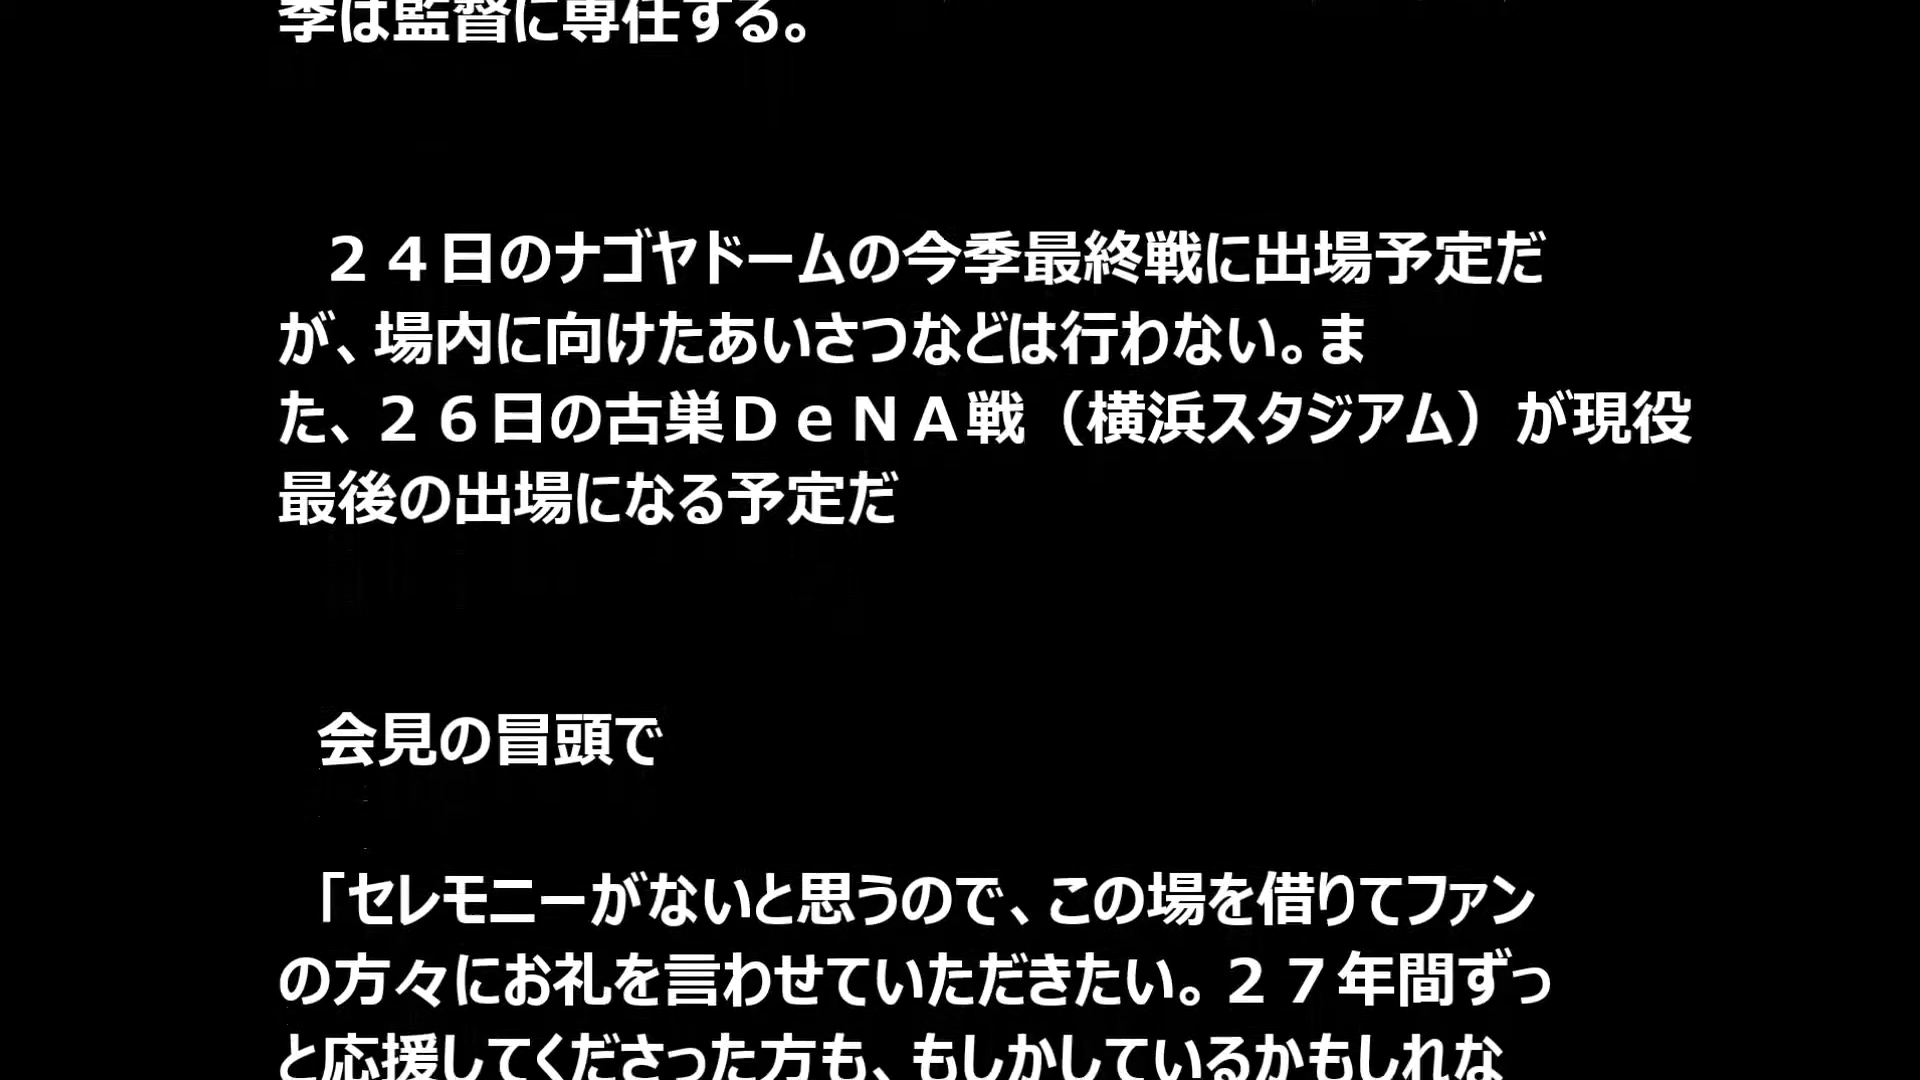 季は監督に専任する。
２４日のナゴヤドームの今季最終戦に出場予定だ
が、場内に向けたあいさつなどは行わない。ま
た、２６日の古巣ＤｅＮＡ戦（横浜スタジアム）が現役
最後の出場になる予定だ
会見の冒頭で
「セレモニーがないと思うので、この場を借りてファン
の方々にお礼を言わせていただきたい。２７年間ずっ
と応援してくださった方も、もしかしているかもしれな